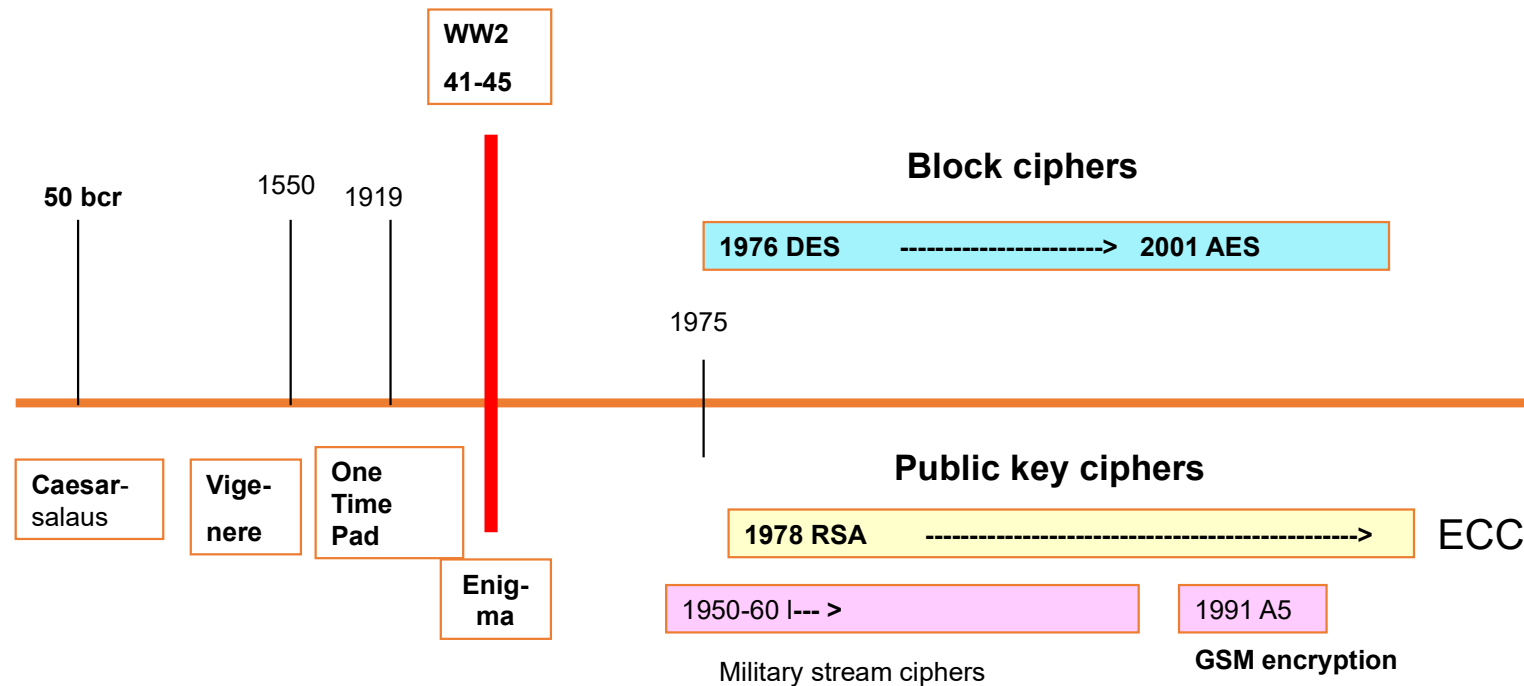 WW2
41-45
50 bcr
1550
1919
Block ciphers
1976 DES -----------------------> 2001 AES
1975
Caesar-
salaus
Vige-
nere
One
Time
Pad
Enig-
ma
Public key ciphers
1978 RSA -------------------------------------------------> ECC
1950-60 I--- >
1991 A5
Military stream ciphers
GSM encryption